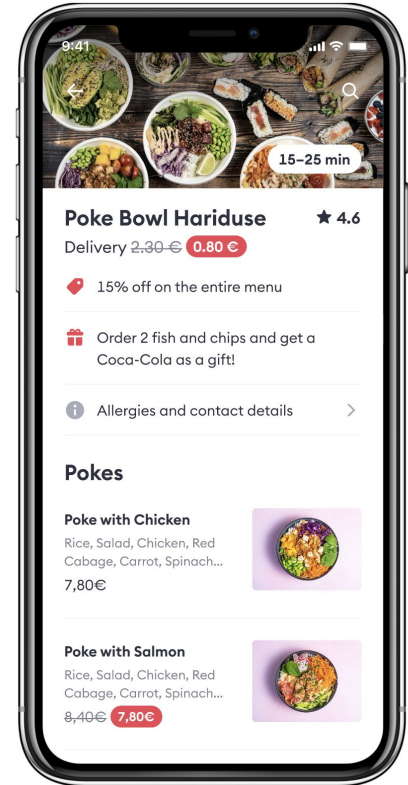 9:41
15–25 min
Poke Bowl Hariduse
4.6
Delivery 2.30 € 0.80 €
15% off on the entire menu
Order 2 fish and chips and get a
Coca-Cola as a gift!
Allergies and contact details
Pokes
Poke with Chicken
Rice, Salad, Chicken, Red
Cabage, Carrot, Spinach...
7,80€
Poke with Salmon
Rice, Salad, Chicken, Red
Cabage, Carrot, Spinach...
8,40€ 7,80€